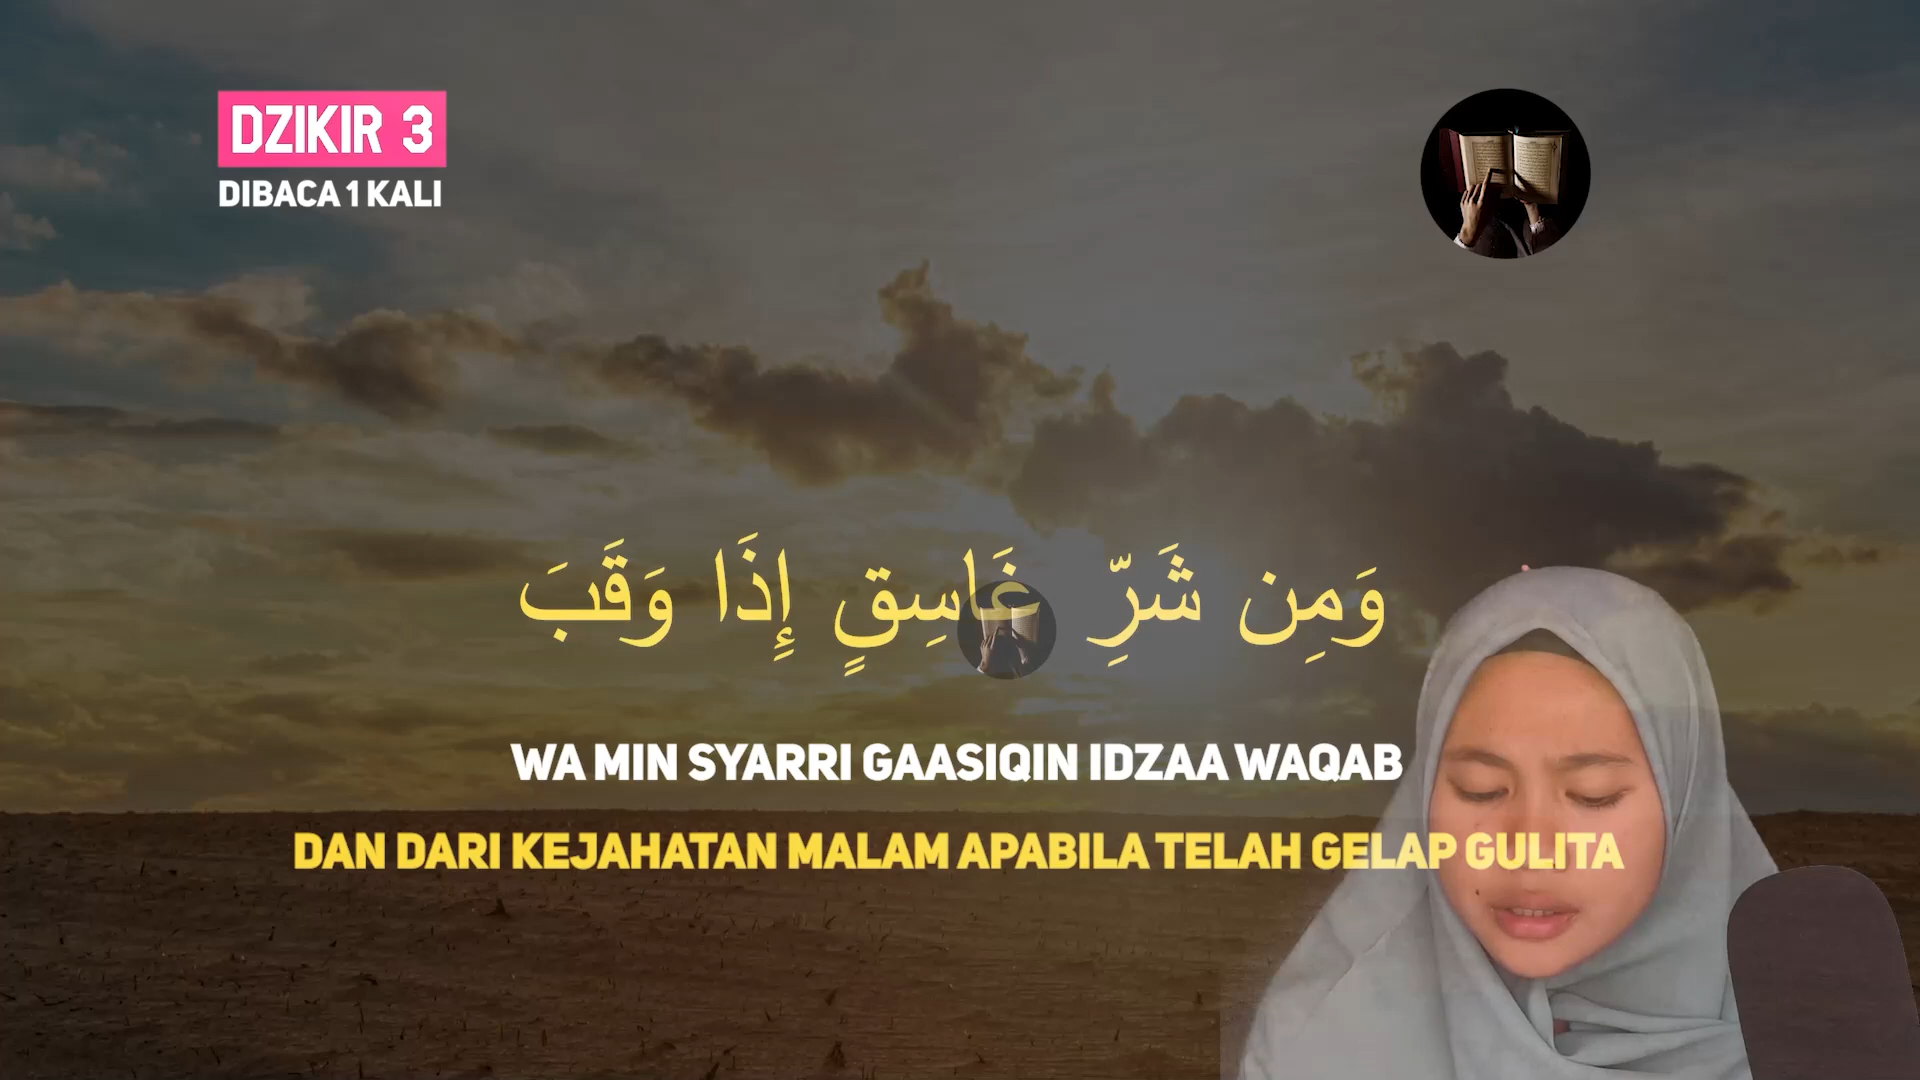 DZIKIR 3
DIBACA 1 KALI
وَمِن شَرِّ غَاسِقٍ إِذَا وَقَبَ
WA MIN SYARRI GAASIQIN IDZAA WAQAB
DAN DARI KEJAHATAN MALAM APABILA TELAH GELAP GULITA